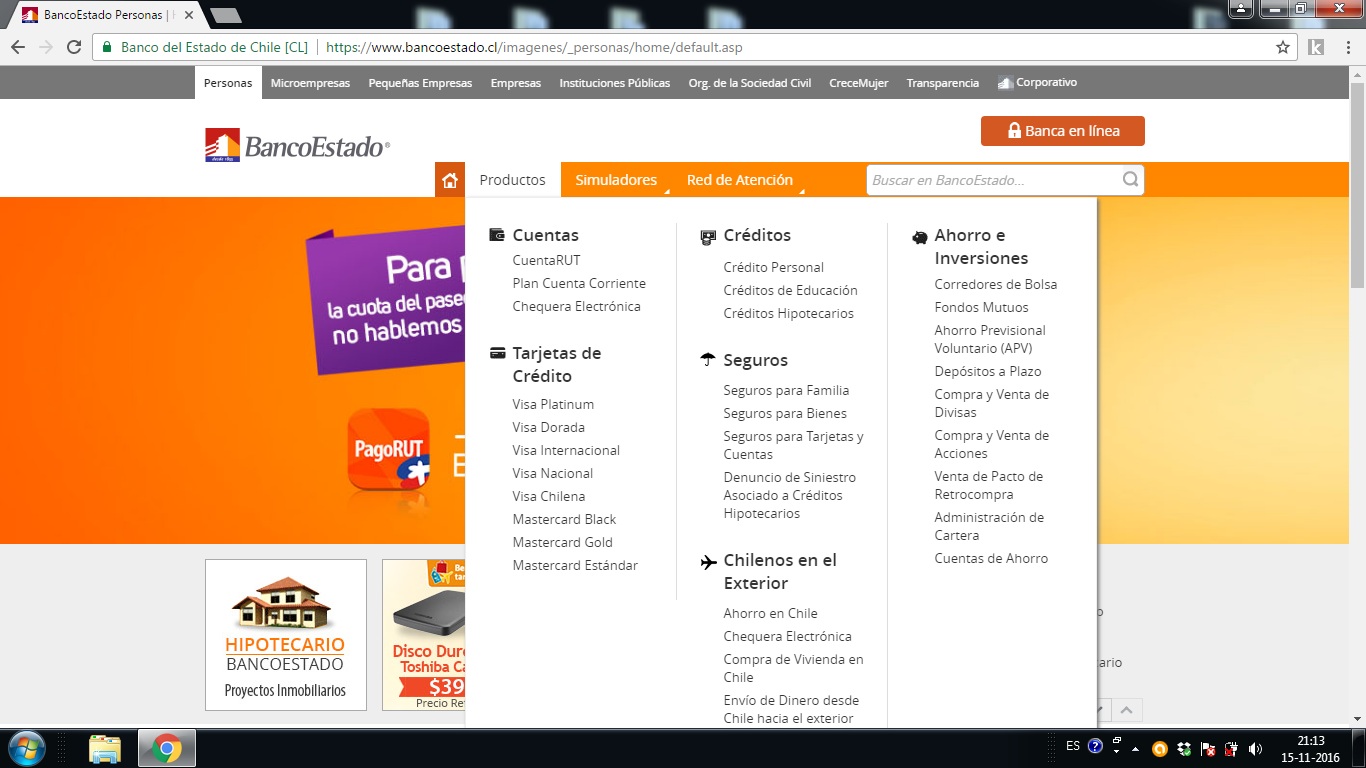 BancoEstado Personas |
Banco del Estado de Chile [CL]
https://www.bancoestado.cl/imagenes/_personas/home/default.asp
Personas
Microempresas
Pequeñas Empresas
Empresas
Instituciones Públicas
Org. de la Sociedad Civil
CreceMujer
Transparencia
Corporativo
BancoEstado®
desde 1855
Banca en línea
Productos
Simuladores
Red de Atención
Buscar en BancoEstado...
Para
la cuota del pase
no hablemos
PagoRUT
Cuentas
CuentaRUT
Plan Cuenta Corriente
Chequera Electrónica
Tarjetas de
Crédito
Visa Platinum
Visa Dorada
Visa Internacional
Visa Nacional
Visa Chilena
Mastercard Black
Mastercard Gold
Mastercard Estándar
Créditos
Crédito Personal
Créditos de Educación
Créditos Hipotecarios
Seguros
Seguros para Familia
Seguros para Bienes
Seguros para Tarjetas y
Cuentas
Denuncio de Siniestro
Asociado a Créditos
Hipotecarios
Chilenos en el
Exterior
Ahorro en Chile
Chequera Electrónica
Compra de Vivienda en
Chile
Envío de Dinero desde
Chile hacia el exterior
Ahorro e
Inversiones
Corredores de Bolsa
Fondos Mutuos
Ahorro Previsional
Voluntario (APV)
Depósitos a Plazo
Compra y Venta de
Divisas
Compra y Venta de
Acciones
Venta de Pacto de
Retrocompra
Administración de
Cartera
Cuentas de Ahorro
HIPOTECARIO
BANCOESTADO
Proyectos Inmobiliarios
Disco Dur
Toshiba Ca
$39
Precio Re
o
tario
ES
21:13
15-11-2016